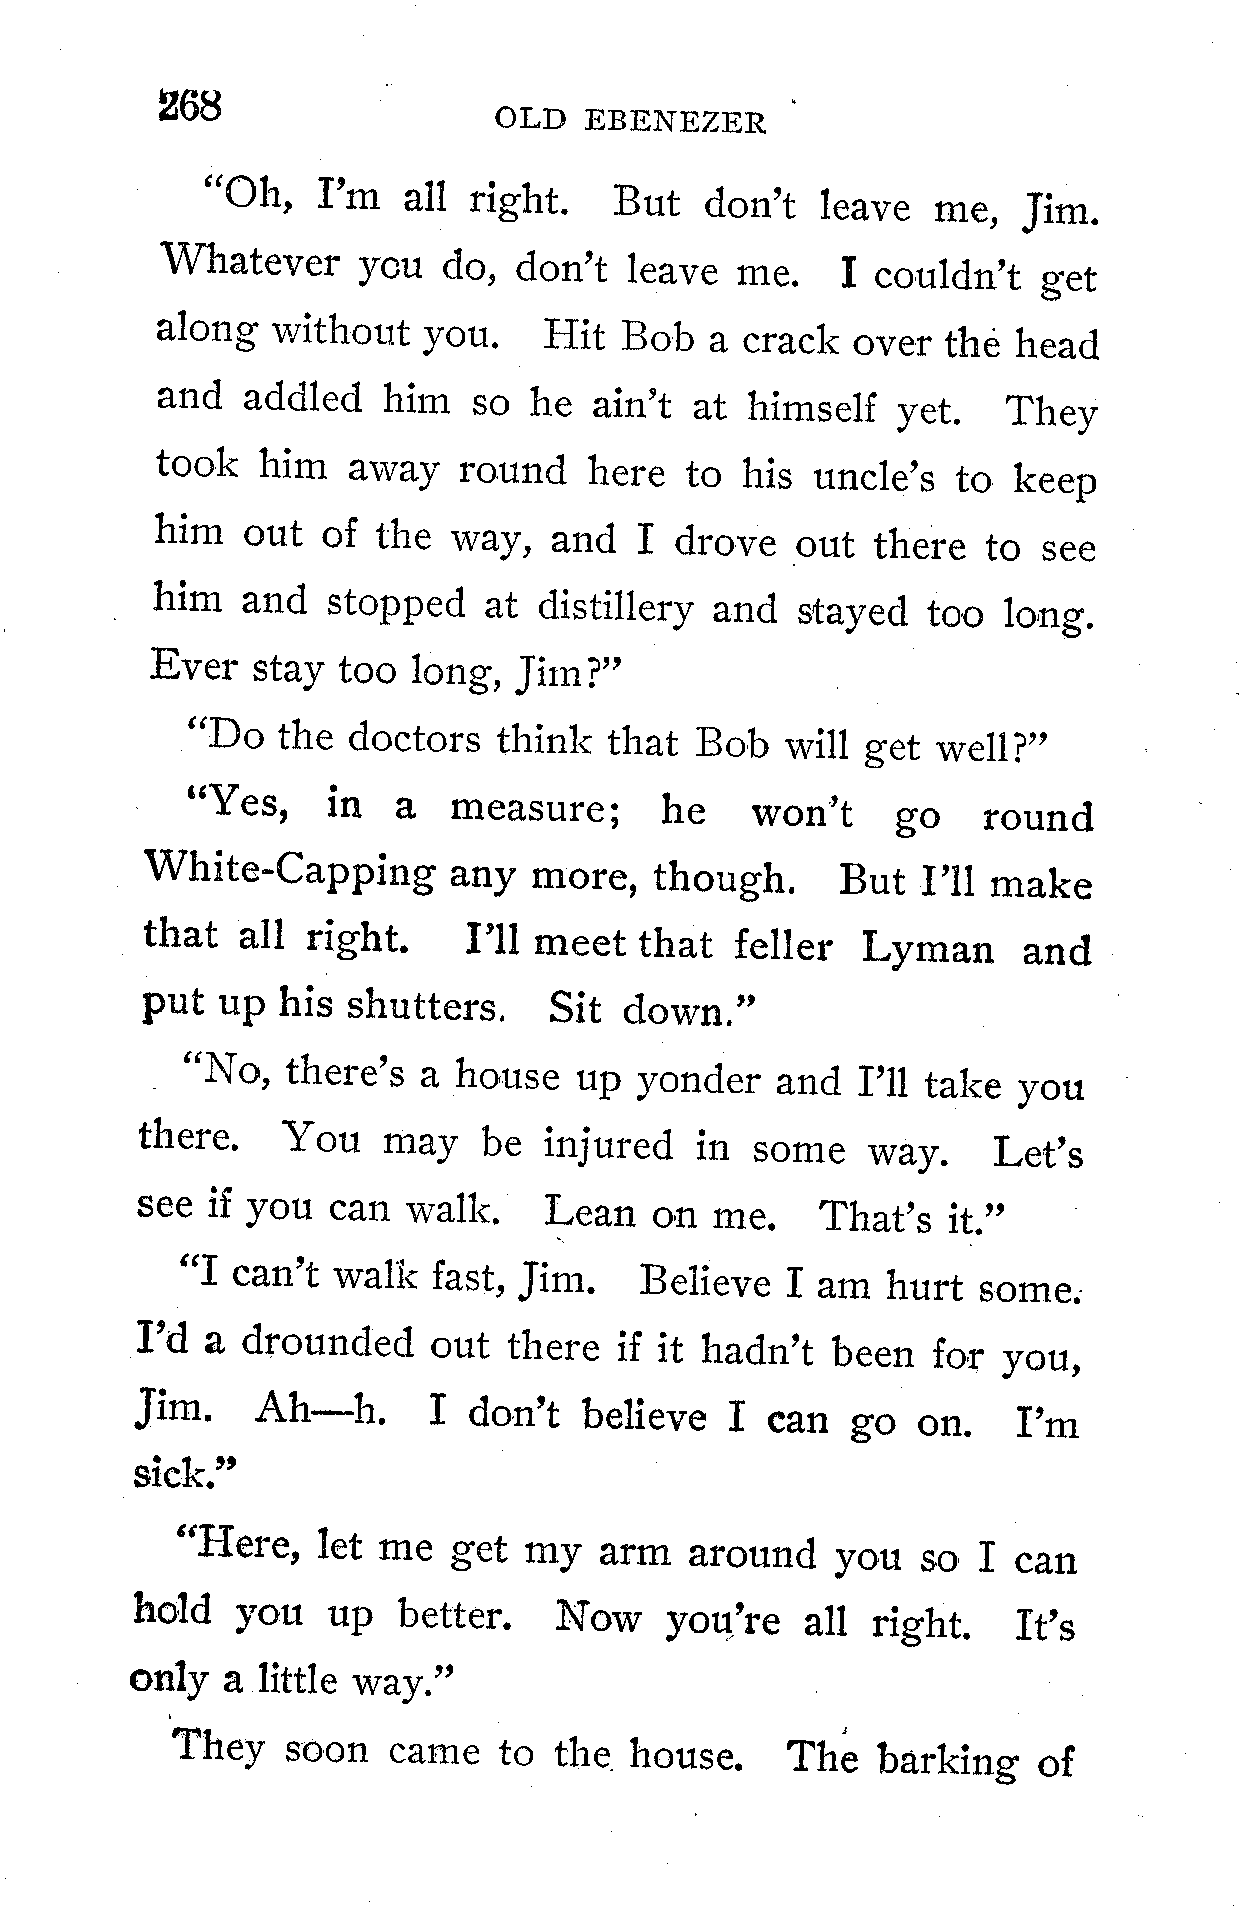 268
OLD EBENEZER
“Oh, I’m all right. But don’t leave me, Jim.
Whatever you do, don’t leave me. I couldn’t get
along without you. Hit Bob a crack over the head
and addled him so he ain’t at himself yet. They
took him away round here to his uncle’s to keep
him out of the way, and I drove out there to see
him and stopped at distillery and stayed too long.
Ever stay too long, Jim?”
“Do the doctors think that Bob will get well?”
“Yes, in a measure; he won’t go round
White-Capping any more, though. But I’ll make
that all right. I’ll meet that feller Lyman and
put up his shutters. Sit down.”
“No, there’s a house up yonder and I’ll take you
there. You may be injured in some way. Let’s
see if you can walk. Lean on me. That’s it.”
“I can’t walk fast, Jim. Believe I am hurt some.
I’d a drounded out there if it hadn’t been for you,
Jim. Ah—h. I don’t believe I can go on. I’m
sick.”
“Here, let me get my arm around you so I can
hold you up better. Now you’re all right. It’s
only a little way.”
They soon came to the house. The barking of